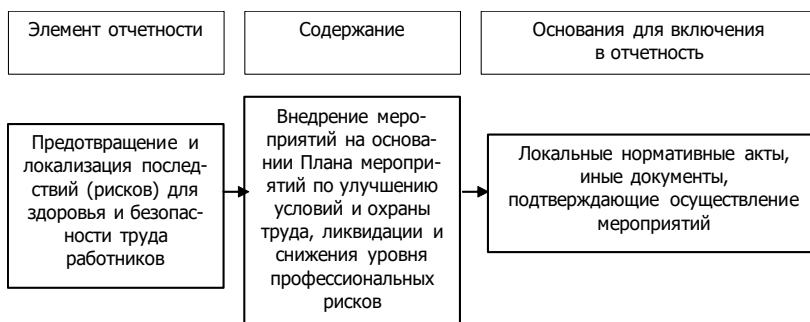 Элемент отчетности
Содержание
Основания для включения
в отчетность
Предотвращение и
локализация послед-
ствий (рисков) для
здоровья и безопас-
ности труда
работников
Внедрение меро-
приятий на основа-
нии Плана меропри-
ятий по улучшению
условий и охраны
труда, ликвидации и
снижения уровня
профессиональных
рисков
Локальные нормативные акты,
иные документы,
подтверждающие осуществление
мероприятий